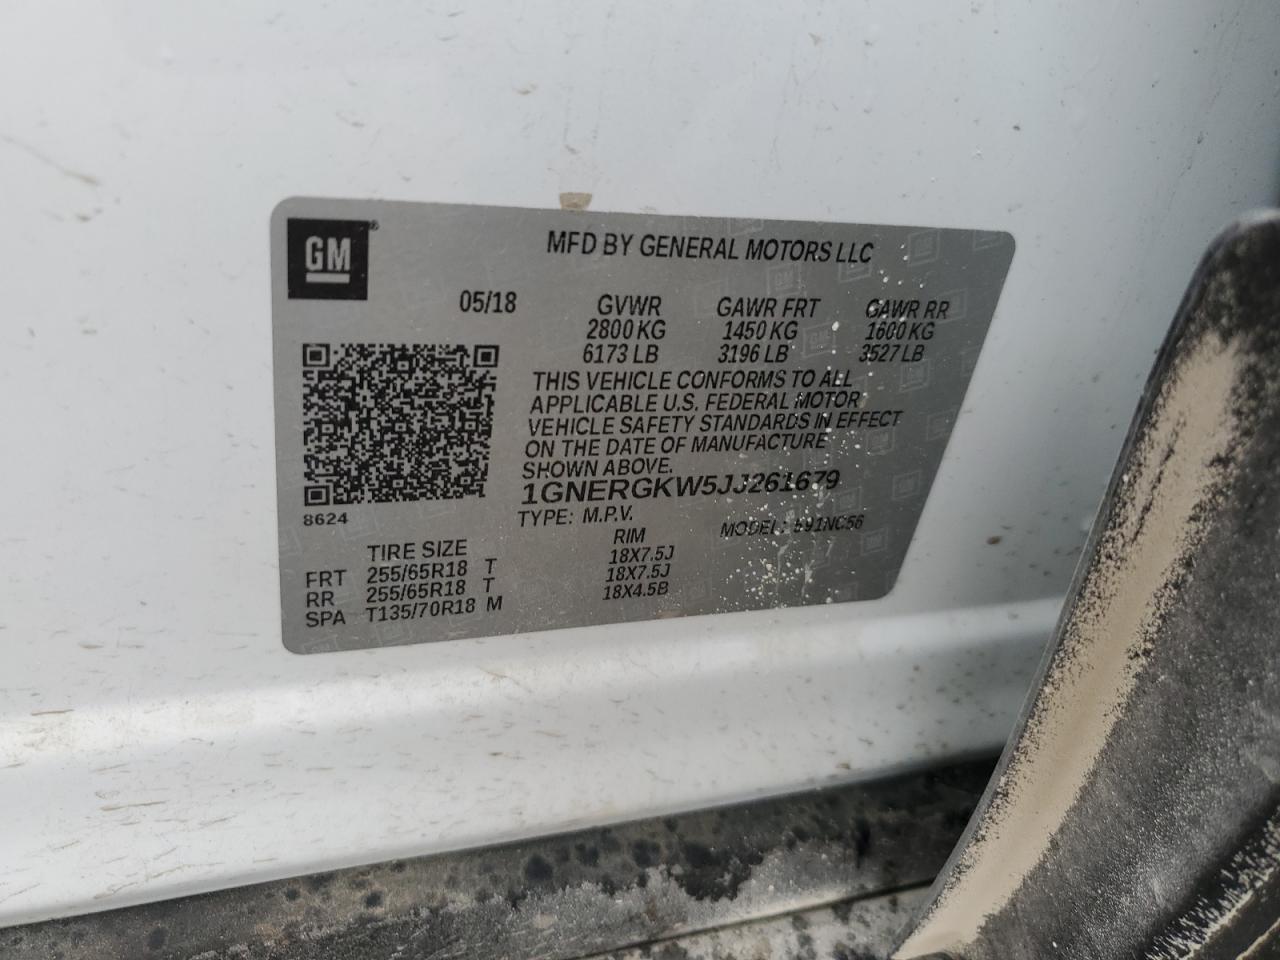 GM®
MFD BY GENERAL MOTORS LLC
05/18 GVWR GAWR FRT GAWR RR
2800 KG 1450 KG 1600 KG
6173 LB 3196 LB 3527 LB
THIS VEHICLE CONFORMS TO ALL
APPLICABLE U.S. FEDERAL MOTOR
VEHICLE SAFETY STANDARDS IN EFFECT
ON THE DATE OF MANUFACTURE
SHOWN ABOVE.
1GNERGKW5JJ261679
8624
TYPE: M.P.V. MODEL:
TIRE SIZE RIM
FRT 255/65R18 T 18X7.5J
RR 255/65R18 T 18X7.5J
SPA T135/70R18 M 18X4.5B